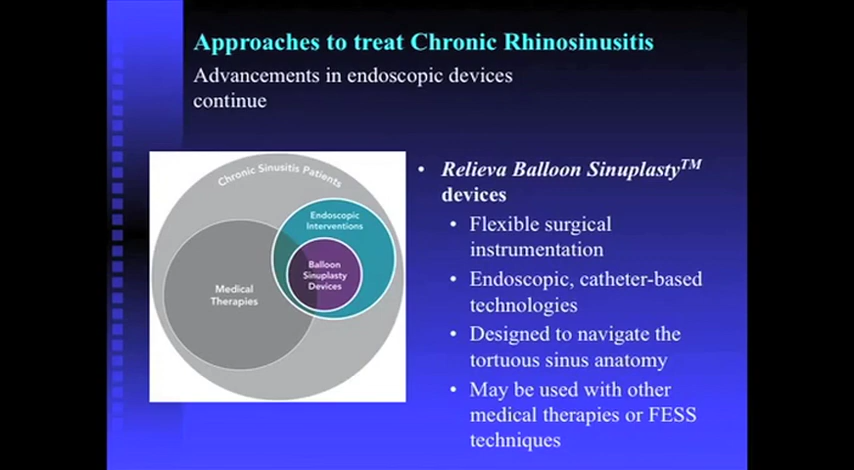 Approaches to treat Chronic Rhinosinusitis
Advancements in endoscopic devices
continue
Chronic Sinusitis Patients
Endoscopic
Interventions
Balloon
Sinuplasty
Devices
Medical
Therapies
• Relieva Balloon Sinuplasty™
devices
• Flexible surgical
instrumentation
• Endoscopic, catheter-based
technologies
• Designed to navigate the
tortuous sinus anatomy
• May be used with other
medical therapies or FESS
techniques